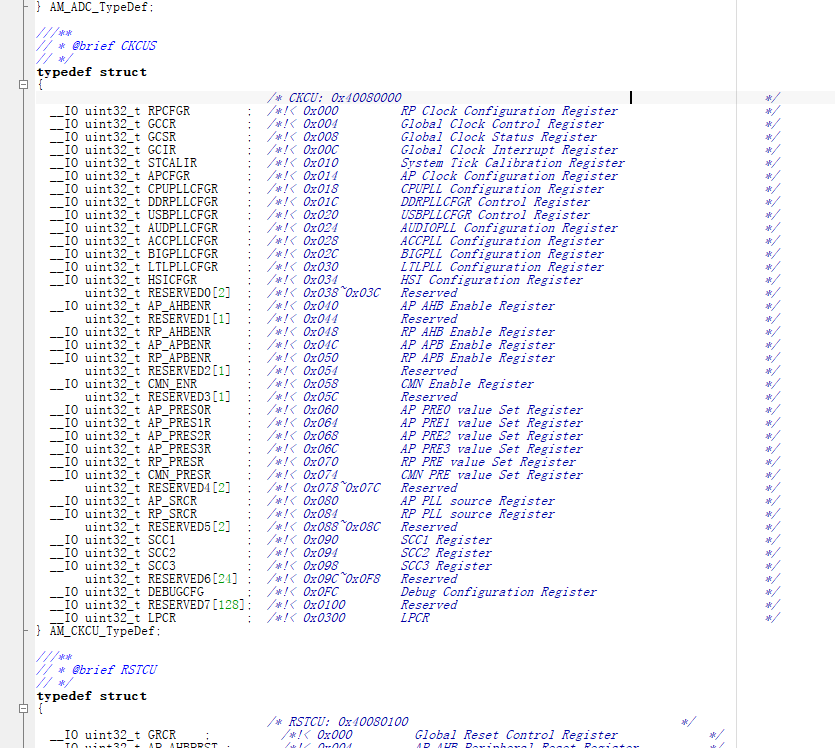 } AM_ADC_TypeDef;
///**
// * @brief CKCUS
// */
typedef struct
{
/* CKCU: 0x40080000 */
__IO uint32_t RPCFGR ; /*!< 0x000 RP Clock Configuration Register */
__IO uint32_t GCCR ; /*!< 0x004 Global Clock Control Register */
__IO uint32_t GCSR ; /*!< 0x008 Global Clock Status Register */
__IO uint32_t GCIR ; /*!< 0x00C Global Clock Interrupt Register */
__IO uint32_t STCALIR ; /*!< 0x010 System Tick Calibration Register */
__IO uint32_t APCFGR ; /*!< 0x014 AP Clock Configuration Register */
__IO uint32_t CPUPLLCFGR ; /*!< 0x018 CPUPLL Configuration Register */
__IO uint32_t DDRPLLCFGR ; /*!< 0x01C DDRPLLCFGR Control Register */
__IO uint32_t USBPLLCFGR ; /*!< 0x020 USBPLLCFGR Control Register */
__IO uint32_t AUDPLLCFGR ; /*!< 0x024 AUDIOPLL Configuration Register */
__IO uint32_t ACCPLLCFGR ; /*!< 0x028 ACCPLL Configuration Register */
__IO uint32_t BIGPLLCFGR ; /*!< 0x02C BIGPLL Configuration Register */
__IO uint32_t LTLPLLCFGR ; /*!< 0x030 LTLPLL Configuration Register */
__IO uint32_t HSICFGR ; /*!< 0x034 HSI Configuration Register */
uint32_t RESERVED0[2] ; /*!< 0x038~0x03C Reserved */
__IO uint32_t AP_AHBENR ; /*!< 0x040 AP AHB Enable Register */
uint32_t RESERVED1[1] ; /*!< 0x044 Reserved */
__IO uint32_t RP_AHBENR ; /*!< 0x048 RP AHB Enable Register */
__IO uint32_t AP_APBENR ; /*!< 0x04C AP APB Enable Register */
__IO uint32_t RP_APBENR ; /*!< 0x050 RP APB Enable Register */
uint32_t RESERVED2[1] ; /*!< 0x054 Reserved */
__IO uint32_t CMN_ENR ; /*!< 0x058 CMN Enable Register */
uint32_t RESERVED3[1] ; /*!< 0x05C Reserved */
__IO uint32_t AP_PRES0R ; /*!< 0x060 AP PRE0 value Set Register */
__IO uint32_t AP_PRES1R ; /*!< 0x064 AP PRE1 value Set Register */
__IO uint32_t AP_PRES2R ; /*!< 0x068 AP PRE2 value Set Register */
__IO uint32_t AP_PRES3R ; /*!< 0x06C AP PRE3 value Set Register */
__IO uint32_t RP_PRESR ; /*!< 0x070 RP PRE value Set Register */
__IO uint32_t CMN_PRESR ; /*!< 0x074 CMN PRE value Set Register */
uint32_t RESERVED4[2] ; /*!< 0x078~0x07C Reserved */
__IO uint32_t AP_SRCR ; /*!< 0x080 AP PLL source Register */
__IO uint32_t RP_SRCR ; /*!< 0x084 RP PLL source Register */
uint32_t RESERVED5[2] ; /*!< 0x088~0x08C Reserved */
__IO uint32_t SCC1 ; /*!< 0x090 SCC1 Register */
__IO uint32_t SCC2 ; /*!< 0x094 SCC2 Register */
__IO uint32_t SCC3 ; /*!< 0x098 SCC3 Register */
uint32_t RESERVED6[24] ; /*!< 0x09C~0x0F8 Reserved */
__IO uint32_t DEBUGCFG ; /*!< 0x0FC Debug Configuration Register */
__IO uint32_t RESERVED7[128]; /*!< 0x0100 Reserved */
__IO uint32_t LPCR ; /*!< 0x0300 LPCR */
} AM_CKCU_TypeDef;
///**
// * @brief RSTCU
// */
typedef struct
{
/* RSTCU: 0x40080100 */
__IO uint32_t GRCR ; /*!< 0x000 Global Reset Control Register */
__IO uint32_t AP_AHBPRST ; /*!< 0x004 AP AHB Peripheral Reset Register */